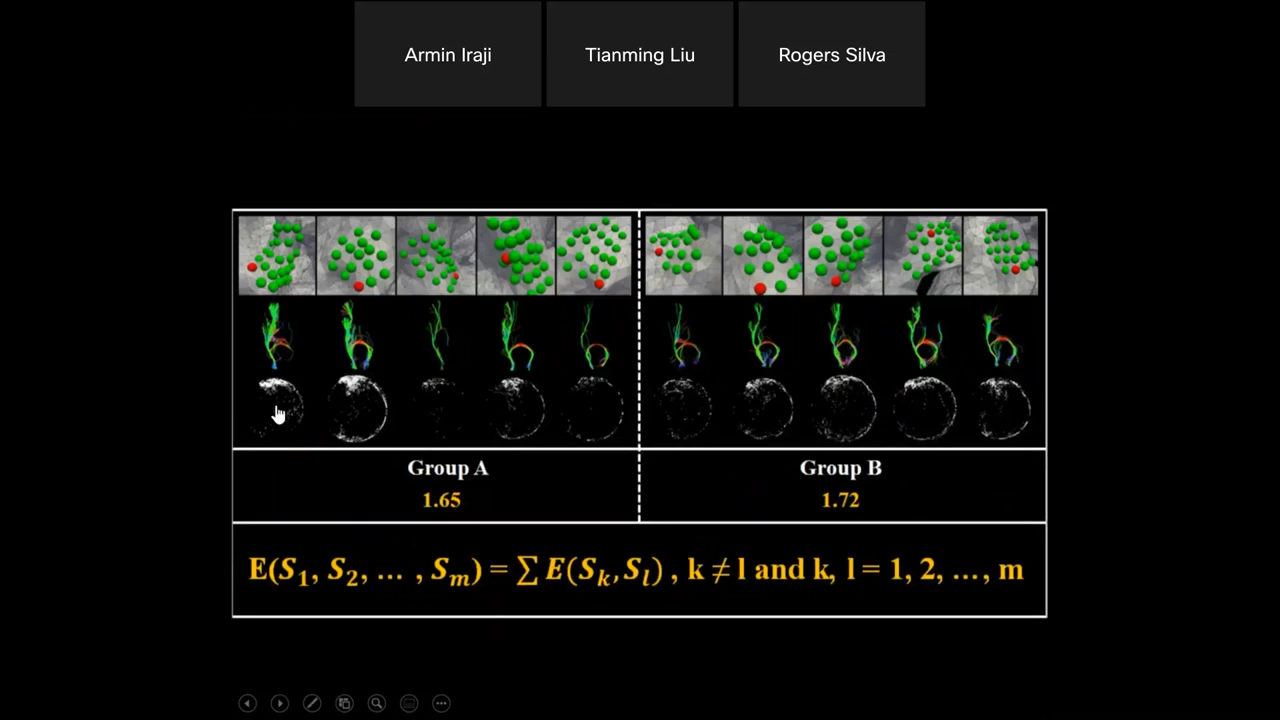 Armin Iraji
Tianming Liu
Rogers Silva
Group A
1.65
Group B
1.72
E(S₁, S₂, … , Sₘ) = ∑ E(Sₖ, Sₗ) , k ≠ l and k, l = 1, 2, …, m